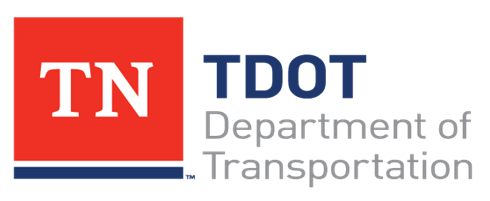 TN
TDOT
Department of
Transportation
™